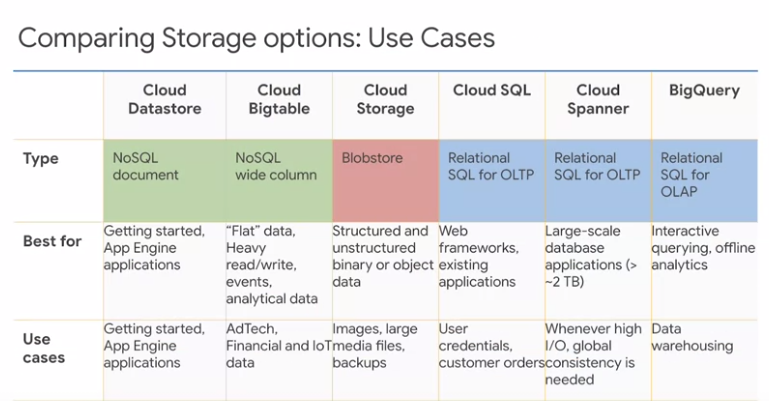 Comparing Storage options: Use Cases
Cloud Datastore
Cloud Bigtable
Cloud Storage
Cloud SQL
Cloud Spanner
BigQuery
Type
NoSQL document
NoSQL wide column
Blobstore
Relational SQL for OLTP
Relational SQL for OLTP
Relational SQL for OLAP
Best for
Getting started, App Engine applications
“Flat” data, Heavy read/write, events, analytical data
Structured and unstructured binary or object data
Web frameworks, existing applications
Large-scale database applications (> ~2 TB)
Interactive querying, offline analytics
Use cases
Getting started, App Engine applications
AdTech, Financial and IoT data
Images, large media files, backups
User credentials, customer orders
Whenever high I/O, global consistency is needed
Data warehousing